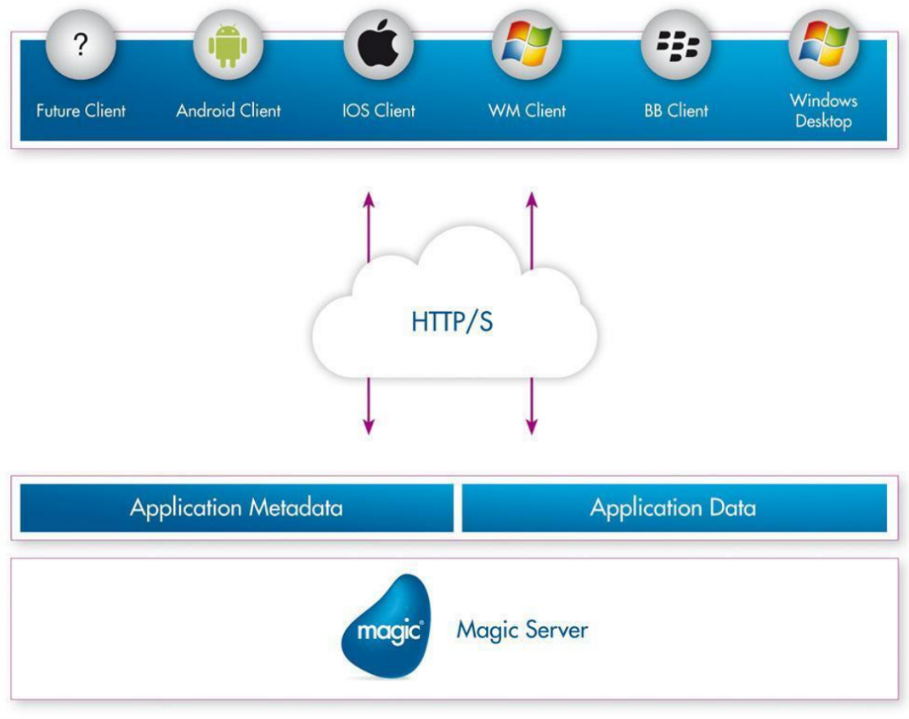 ?
Future Client
Android Client
IOS Client
WM Client
BB Client
Windows
Desktop
HTTP/S
Application Metadata
Application Data
magic®
Magic Server